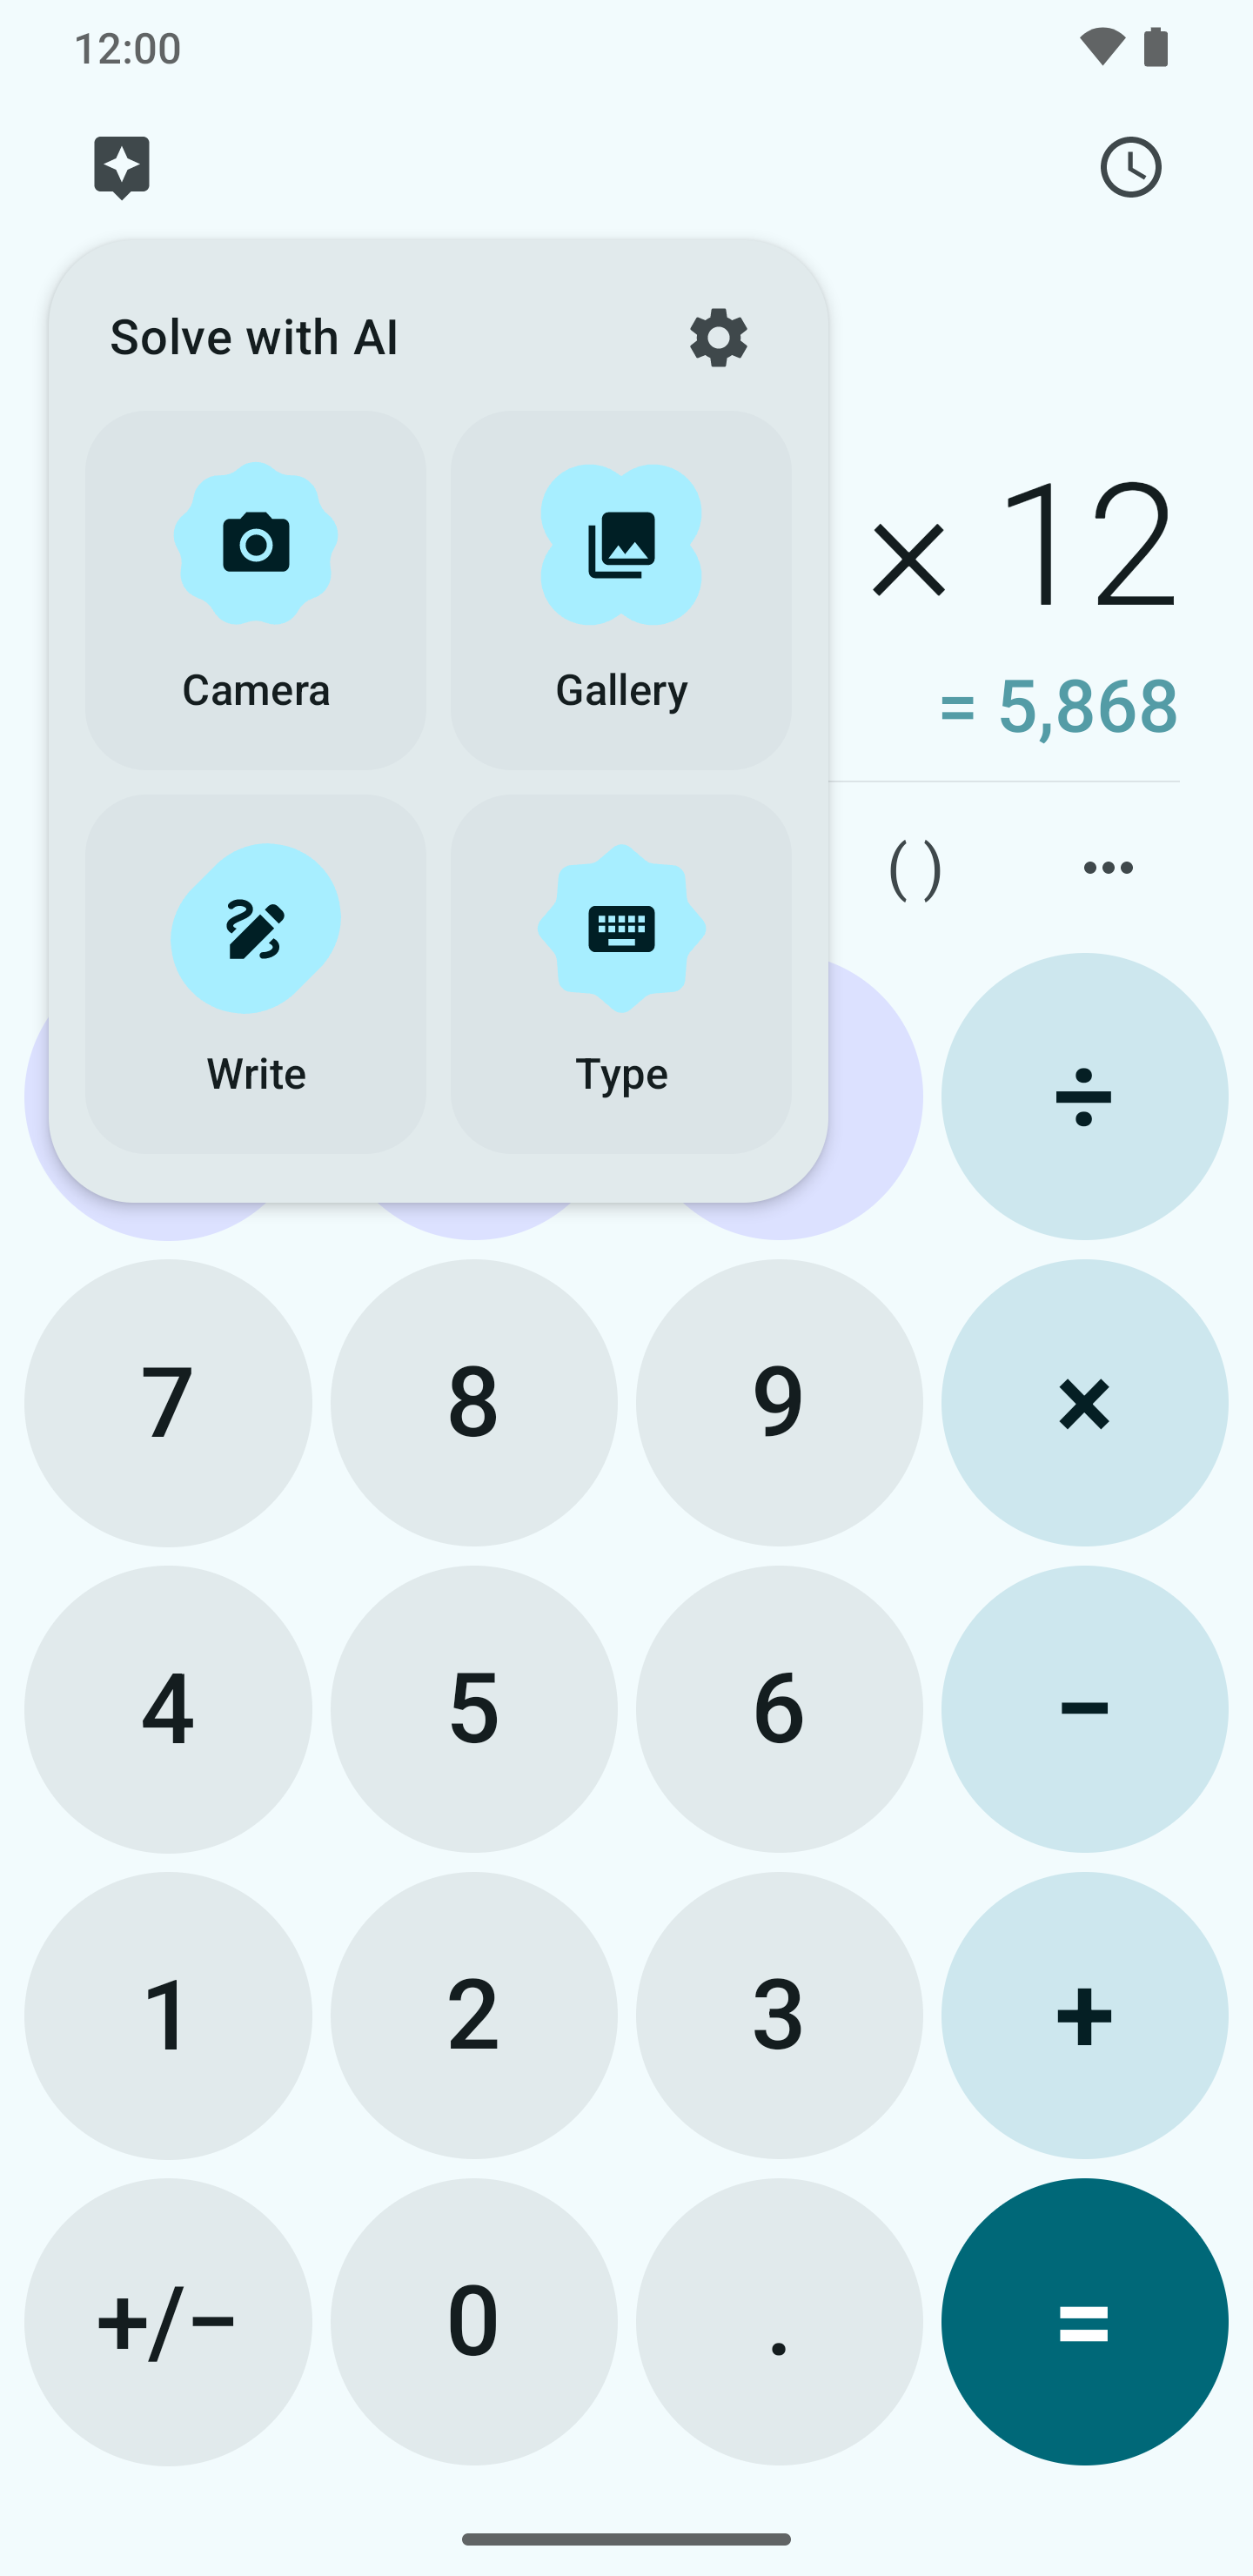 12:00
Solve with AI
Camera
Gallery
× 12
= 5,868
Write
Type
( )
÷
7 8 9 ×
4 5 6 −
1 2 3 +
+/− 0 . =